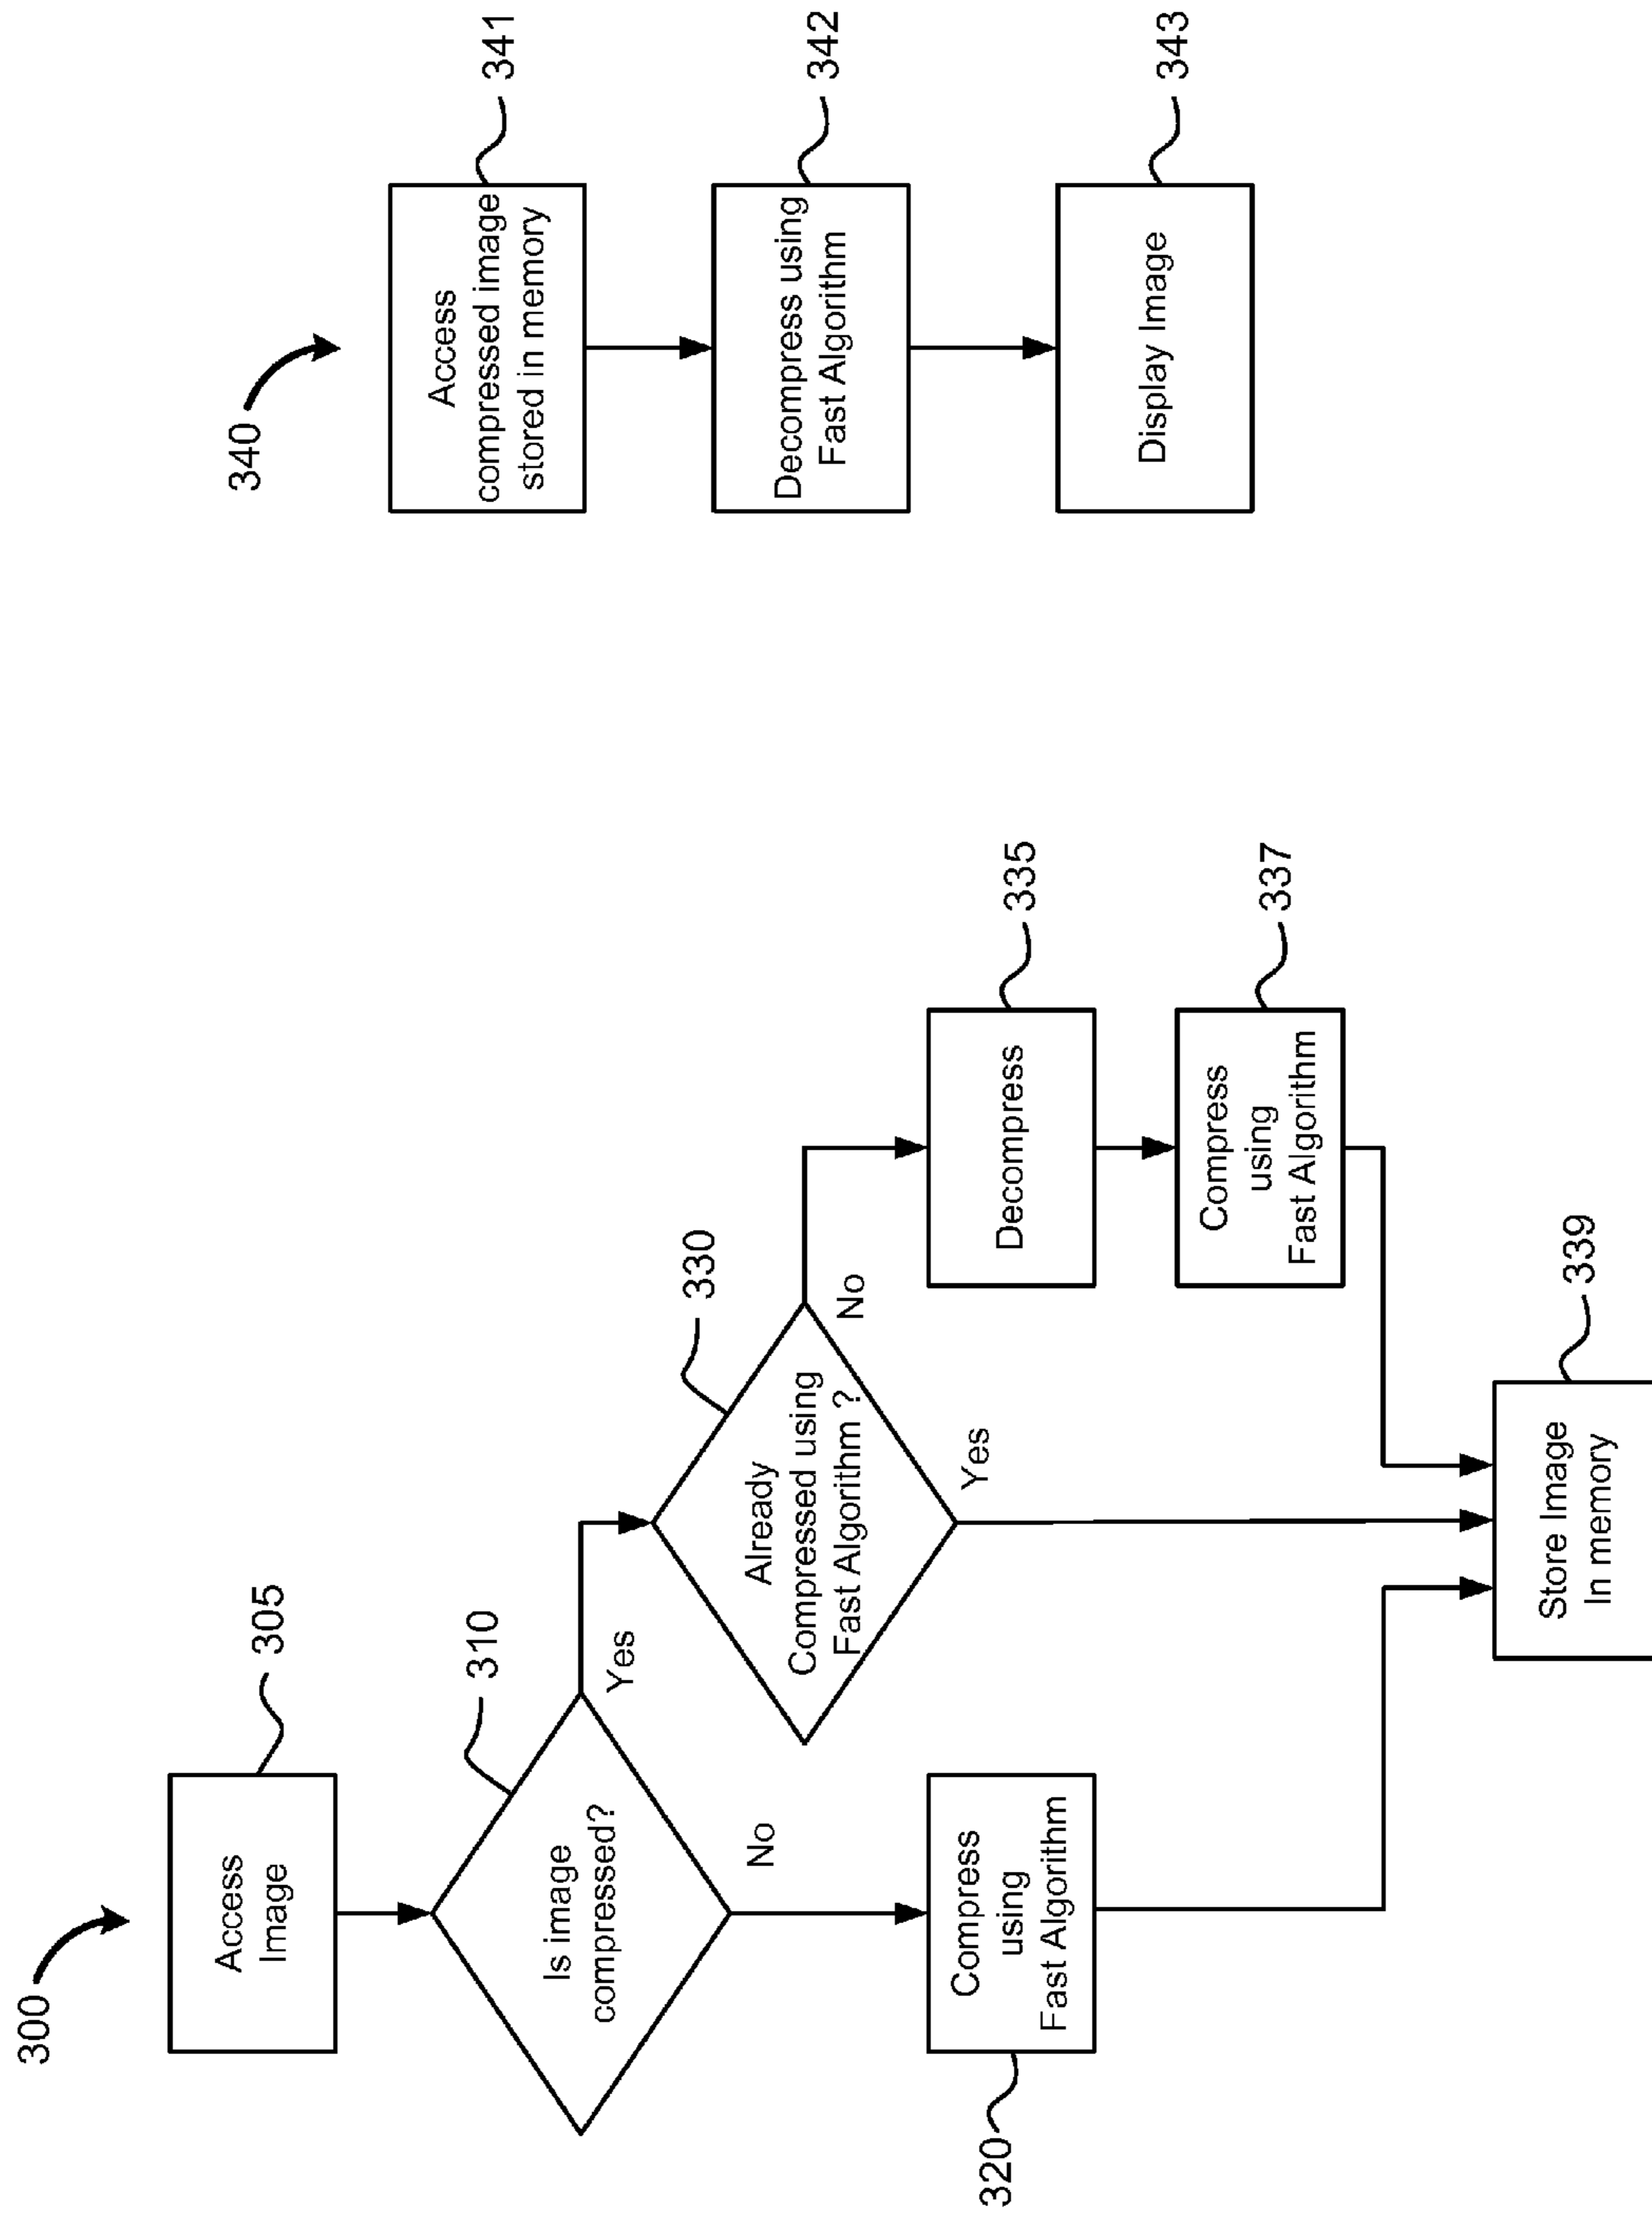 300
Access
Image
305
Is image
compressed?
310
Yes
No
Already
Compressed using
Fast Algorithm ?
330
No
Yes
Compress
using
Fast Algorithm
320
Decompress
335
Compress
using
Fast Algorithm
337
Store Image
In memory
339
340
Access
compressed image
stored in memory
341
Decompress using
Fast Algorithm
342
Display Image
343